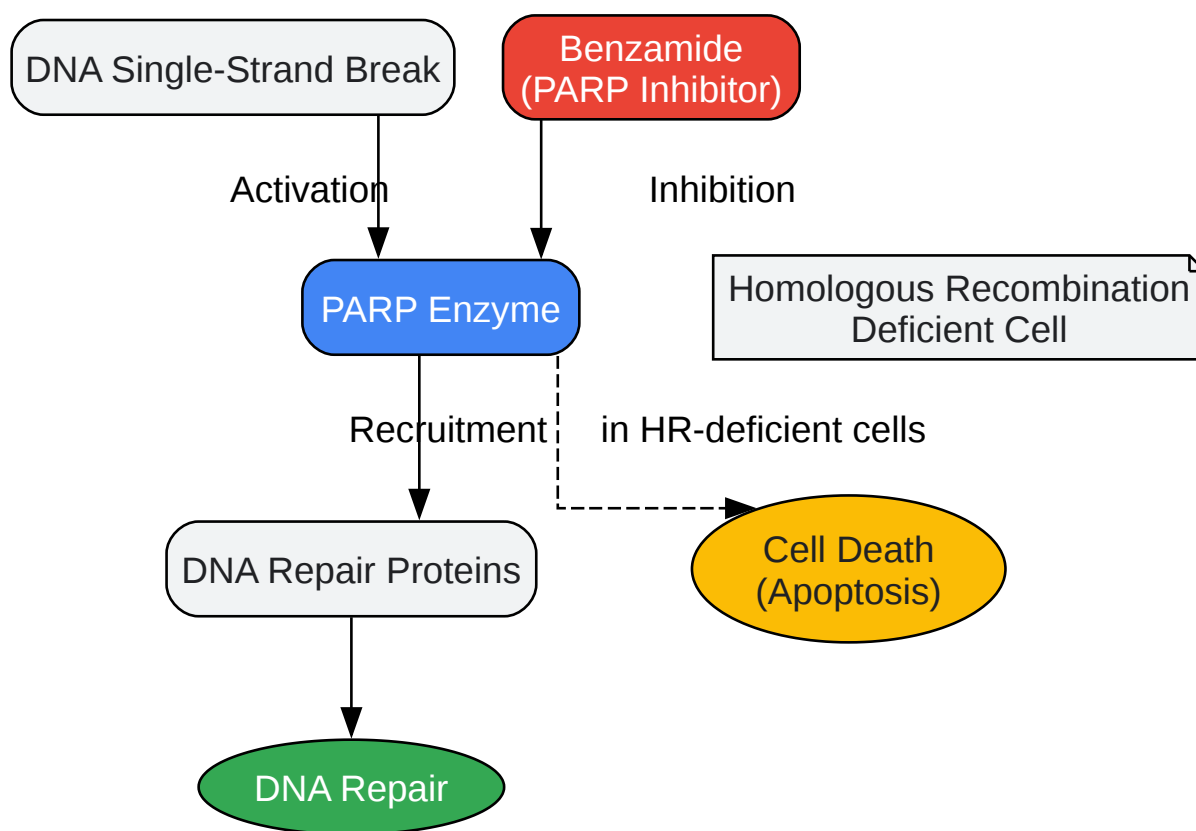 DNA Single-Strand Break
Benzamide
(PARP Inhibitor)
Activation
Inhibition
PARP Enzyme
Homologous Recombination
Deficient Cell
Recruitment
in HR-deficient cells
DNA Repair Proteins
Cell Death
(Apoptosis)
DNA Repair